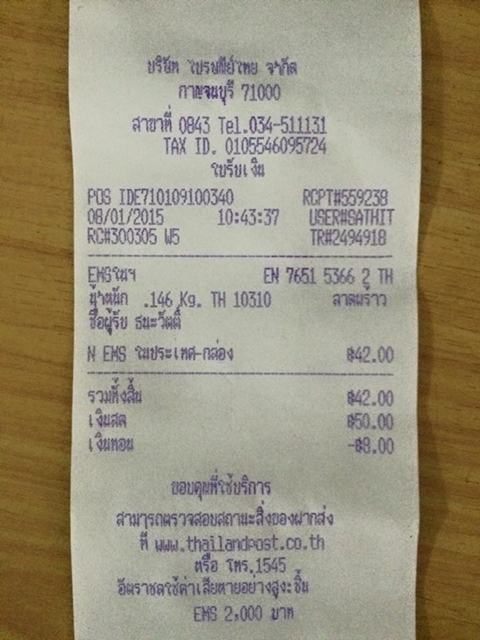 บริษัท ไปรษณีย์ไทย จำกัด
กาญจนบุรี 71000
สาขาที่ 0843 Tel.034-511131
TAX ID. 0105546095724
ใบรับเงิน
POS IDE710109100340 RCPT#559238
08/01/2015 10:43:37 USER#SATHIT
RC#300305 W5 TR#2494918
EMSในฯ EN 7651 5366 2 TH
น้ำหนัก .146 Kg. TH 10310 ลาดพร้าว
ชื่อผู้รับ ธนะวัตติ์
N EMS ในประเทศ-กล่อง ฿42.00
รวมทั้งสิ้น ฿42.00
เงินสด ฿50.00
เงินทอน -฿8.00
ขอบคุณที่ใช้บริการ
สามารถตรวจสอบสถานะสิ่งของฝากส่ง
ที่ www.thailandpost.co.th
หรือ โทร.1545
อัตราชดใช้ค่าเสียหายอย่างสูงฉะชิ้น
EMS 2,000 บาท